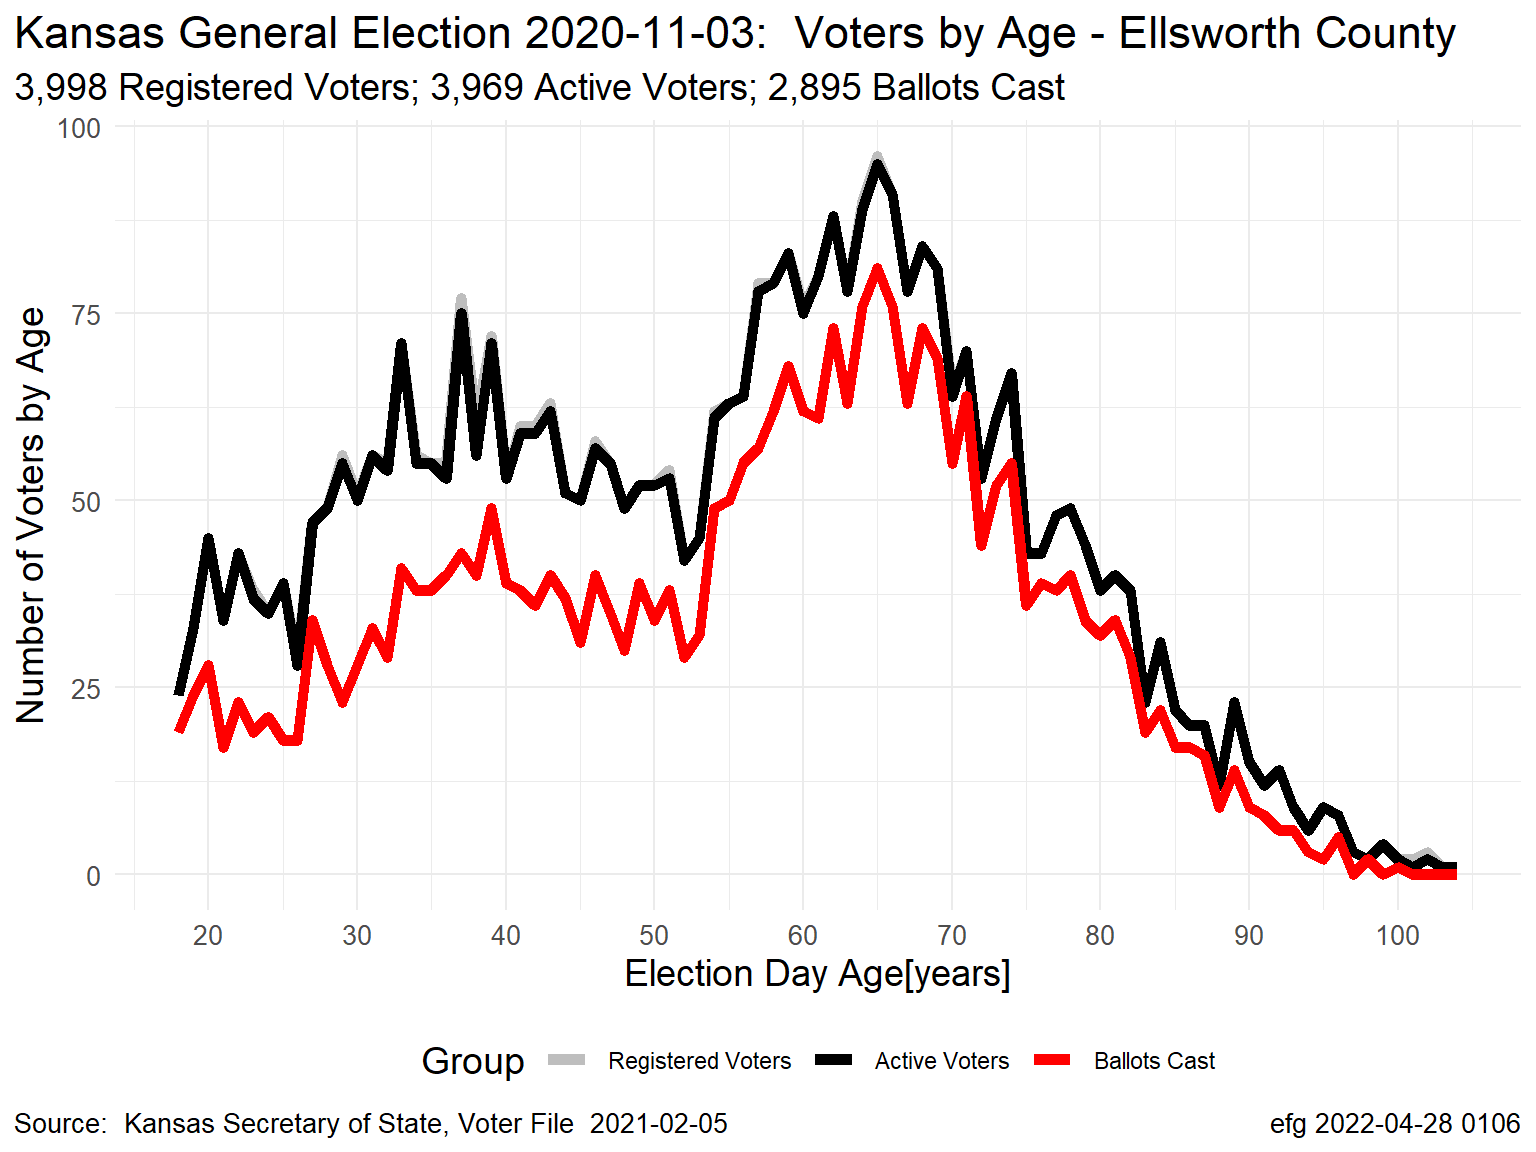 Kansas General Election 2020-11-03:  Voters by Age - Ellsworth County
3,998 Registered Voters; 3,969 Active Voters; 2,895 Ballots Cast
Number of Voters by Age
100
75
50
25
0
20 30 40 50 60 70 80 90 100
Election Day Age[years]
Group Registered Voters Active Voters Ballots Cast
Source:  Kansas Secretary of State, Voter File  2021-02-05
efg 2022-04-28 0106